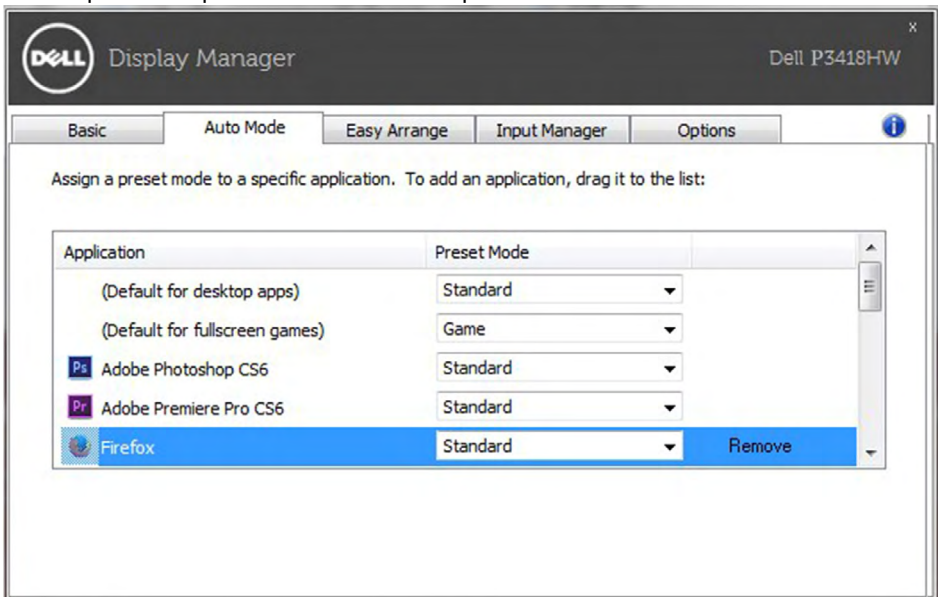 DELL
Display Manager
Dell P3418HW
x
Basic
Auto Mode
Easy Arrange
Input Manager
Options
i
Assign a preset mode to a specific application. To add an application, drag it to the list:
Application Preset Mode
(Default for desktop apps) Standard
(Default for fullscreen games) Game
Ps Adobe Photoshop CS6 Standard
Pr Adobe Premiere Pro CS6 Standard
Firefox Standard Remove